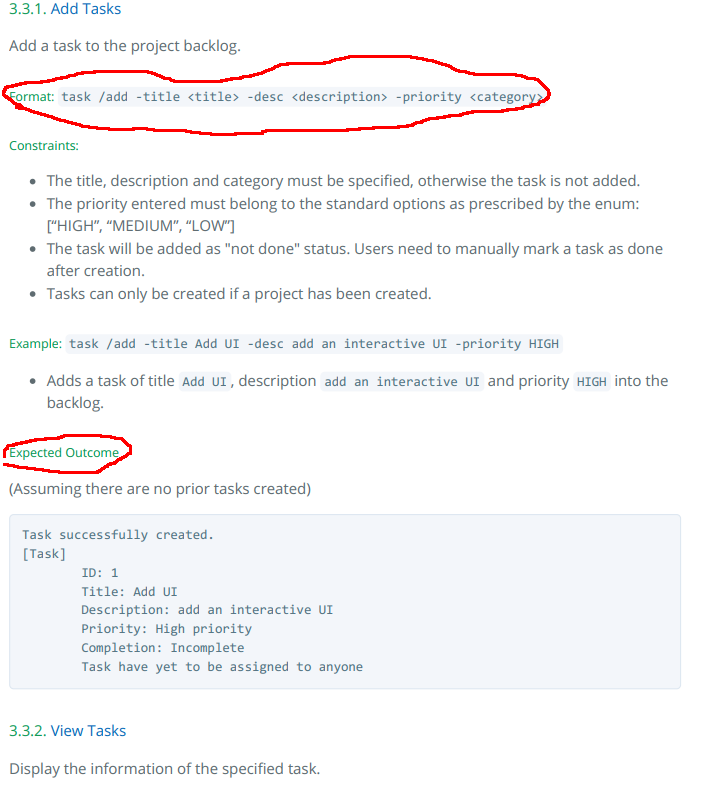 3.3.1. Add Tasks
Add a task to the project backlog.
Format: task /add -title <title> -desc <description> -priority <category>
Constraints:
• The title, description and category must be specified, otherwise the task is not added.
• The priority entered must belong to the standard options as prescribed by the enum:
[“HIGH”, “MEDIUM”, “LOW”]
• The task will be added as "not done" status. Users need to manually mark a task as done
after creation.
• Tasks can only be created if a project has been created.
Example: task /add -title Add UI -desc add an interactive UI -priority HIGH
• Adds a task of title Add UI, description add an interactive UI and priority HIGH into the
backlog.
Expected Outcome
(Assuming there are no prior tasks created)
Task successfully created.
[Task]
ID: 1
Title: Add UI
Description: add an interactive UI
Priority: High priority
Completion: Incomplete
Task have yet to be assigned to anyone
3.3.2. View Tasks
Display the information of the specified task.